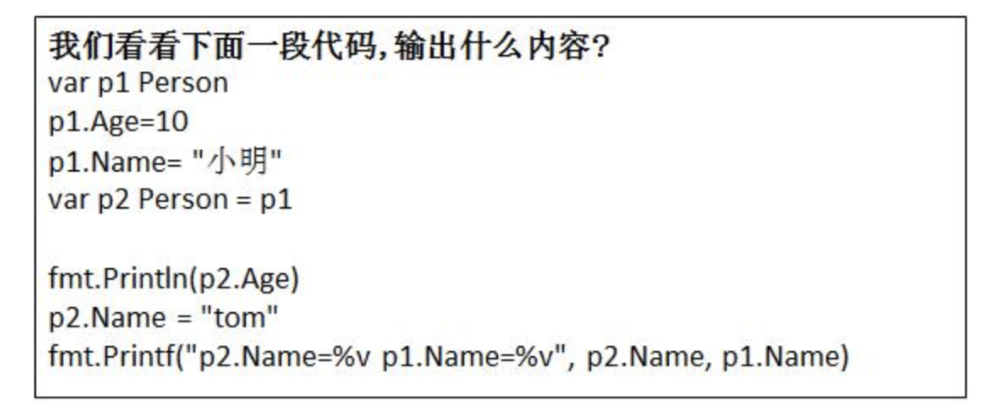 我们看看下面一段代码,输出什么内容?
var p1 Person
p1.Age=10
p1.Name= "小明"
var p2 Person = p1
fmt.Println(p2.Age)
p2.Name = "tom"
fmt.Printf("p2.Name=%v p1.Name=%v", p2.Name, p1.Name)